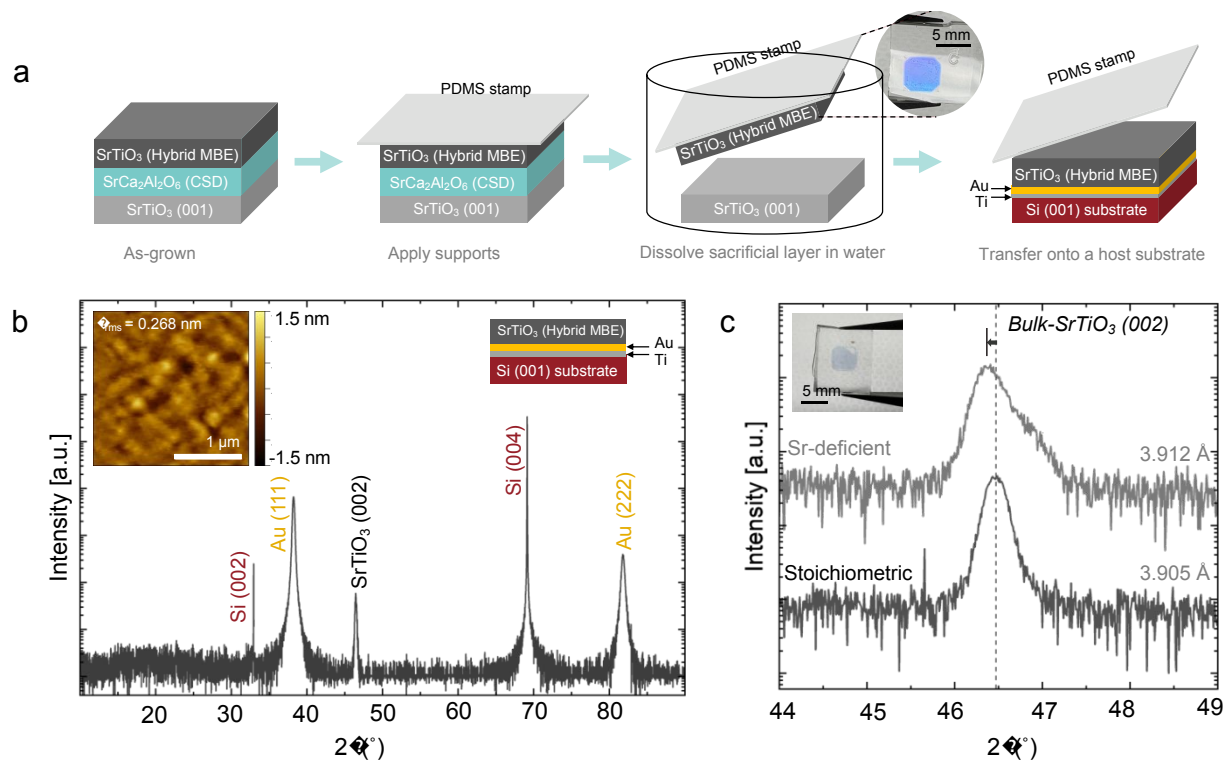 a
PDMS stamp
SrTiO₃ (Hybrid MBE)
SrCa₂Al₂O₆ (CSD)
SrTiO₃ (001)
As-grown
SrTiO₃ (Hybrid MBE)
SrCa₂Al₂O₆ (CSD)
SrTiO₃ (001)
Apply supports
PDMS stamp
5 mm
SrTiO₃ (Hybrid MBE)
SrTiO₃ (001)
Dissolve sacrificial layer in water
PDMS stamp
SrTiO₃ (Hybrid MBE)
Au
Ti
Si (001) substrate
Transfer onto a host substrate
b
�rms = 0.268 nm
1.5 nm
1 µm
-1.5 nm
SrTiO₃ (Hybrid MBE)
Au
Ti
Si (001) substrate
Intensity [a.u.]
Si (002)
Au (111)
SrTiO₃ (002)
Si (004)
Au (222)
20 30 40 50 60 70 80
2�(°)
c
Bulk-SrTiO₃ (002)
5 mm
Intensity [a.u.]
Sr-deficient
3.912 Å
Stoichiometric
3.905 Å
44 45 46 47 48 49
2�(°)